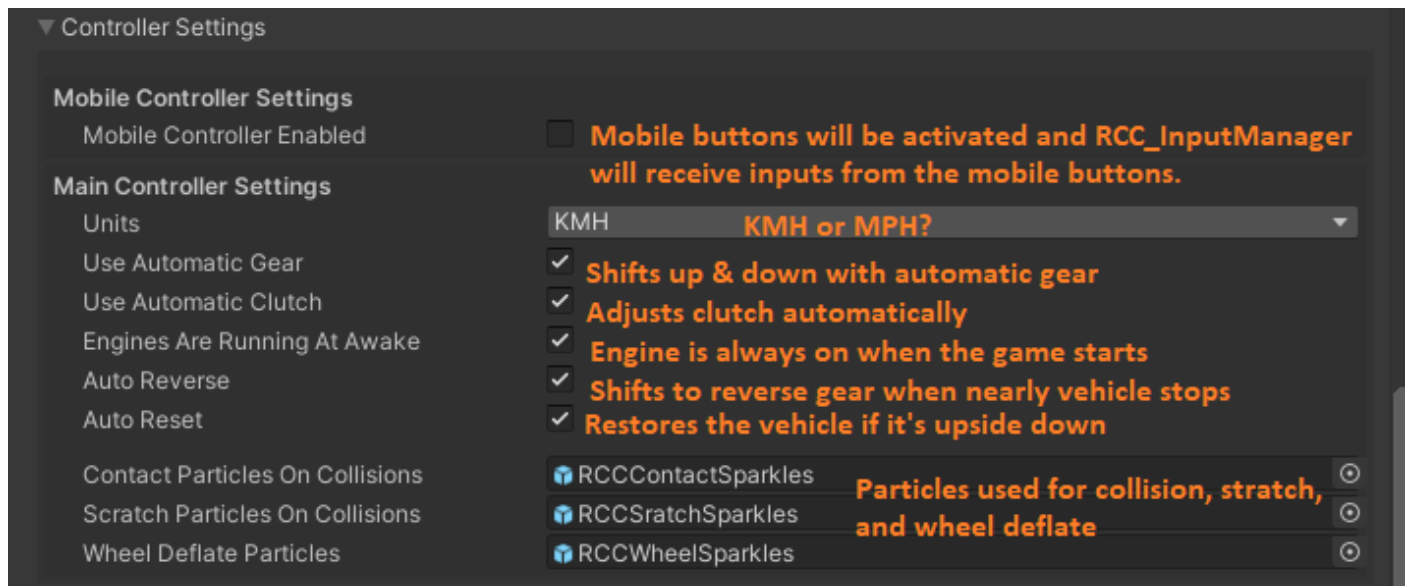 Controller Settings
Mobile Controller Settings
Mobile Controller Enabled Mobile buttons will be activated and RCC_InputManager
will receive inputs from the mobile buttons.
Main Controller Settings
Units KMH KMH or MPH?
Use Automatic Gear Shifts up & down with automatic gear
Use Automatic Clutch Adjusts clutch automatically
Engines Are Running At Awake Engine is always on when the game starts
Auto Reverse Shifts to reverse gear when nearly vehicle stops
Auto Reset Restores the vehicle if it's upside down
Contact Particles On Collisions RCCContactSparkles Particles used for collision, stratch,
Scratch Particles On Collisions RCCSratchSparkles and wheel deflate
Wheel Deflate Particles RCCWheelSparkles